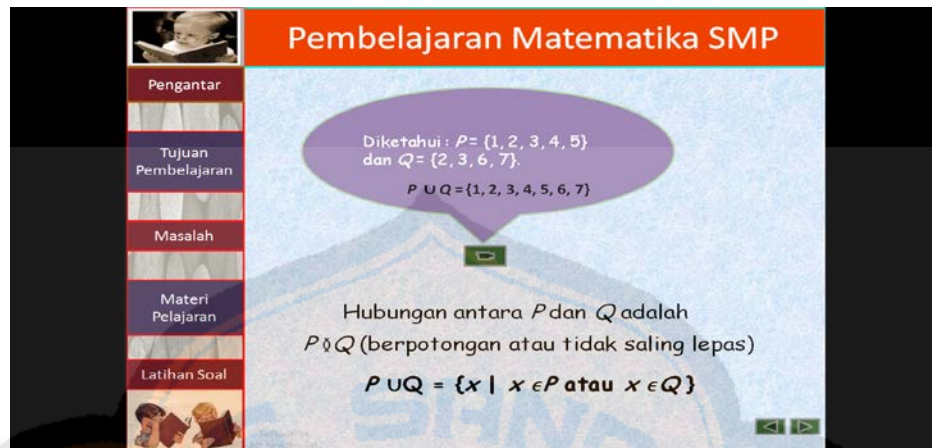 Pembelajaran Matematika SMP
Pengantar
Tujuan
Pembelajaran
Masalah
Materi
Pelajaran
Latihan Soal
Diketahui : P= {1, 2, 3, 4, 5}
dan Q= {2, 3, 6, 7}.
P ∪ Q = {1, 2, 3, 4, 5, 6, 7}
Hubungan antara P dan Q adalah
P ≬ Q (berpotongan atau tidak saling lepas)
P ∪Q = {x | x ϵP atau x ϵQ}